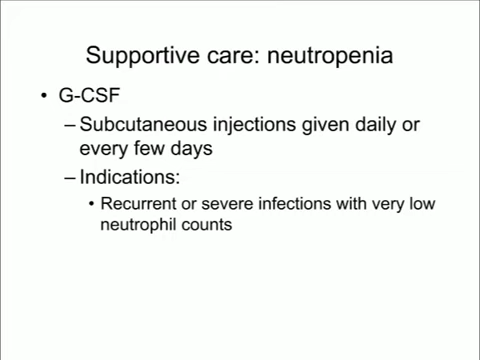 Supportive care: neutropenia
• G-CSF
– Subcutaneous injections given daily or
every few days
– Indications:
• Recurrent or severe infections with very low
neutrophil counts